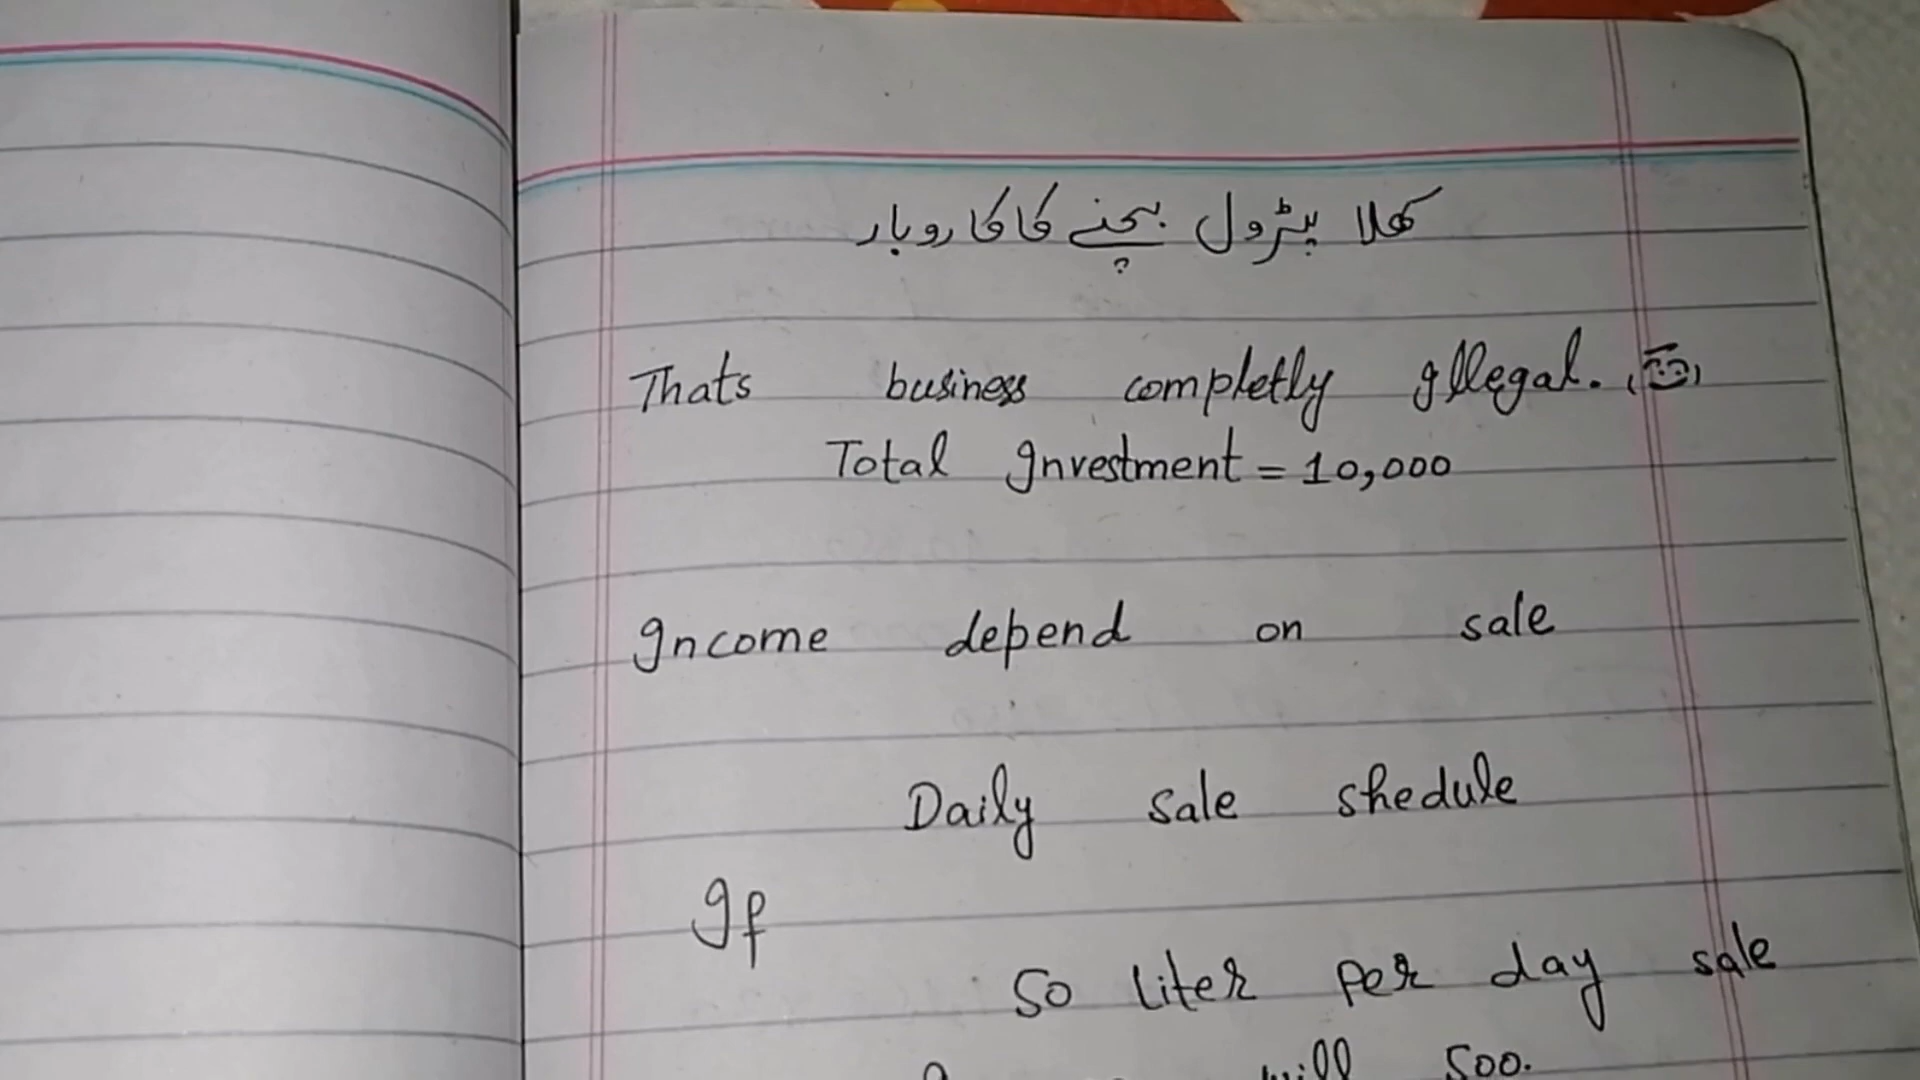 کھلا پٹرول بیچنے کا کاروبار
Thats business completly Illegal.
Total Investment = 10,000
Income depend on sale
Daily sale shedule
If
50 Liter per day sale
will 500.